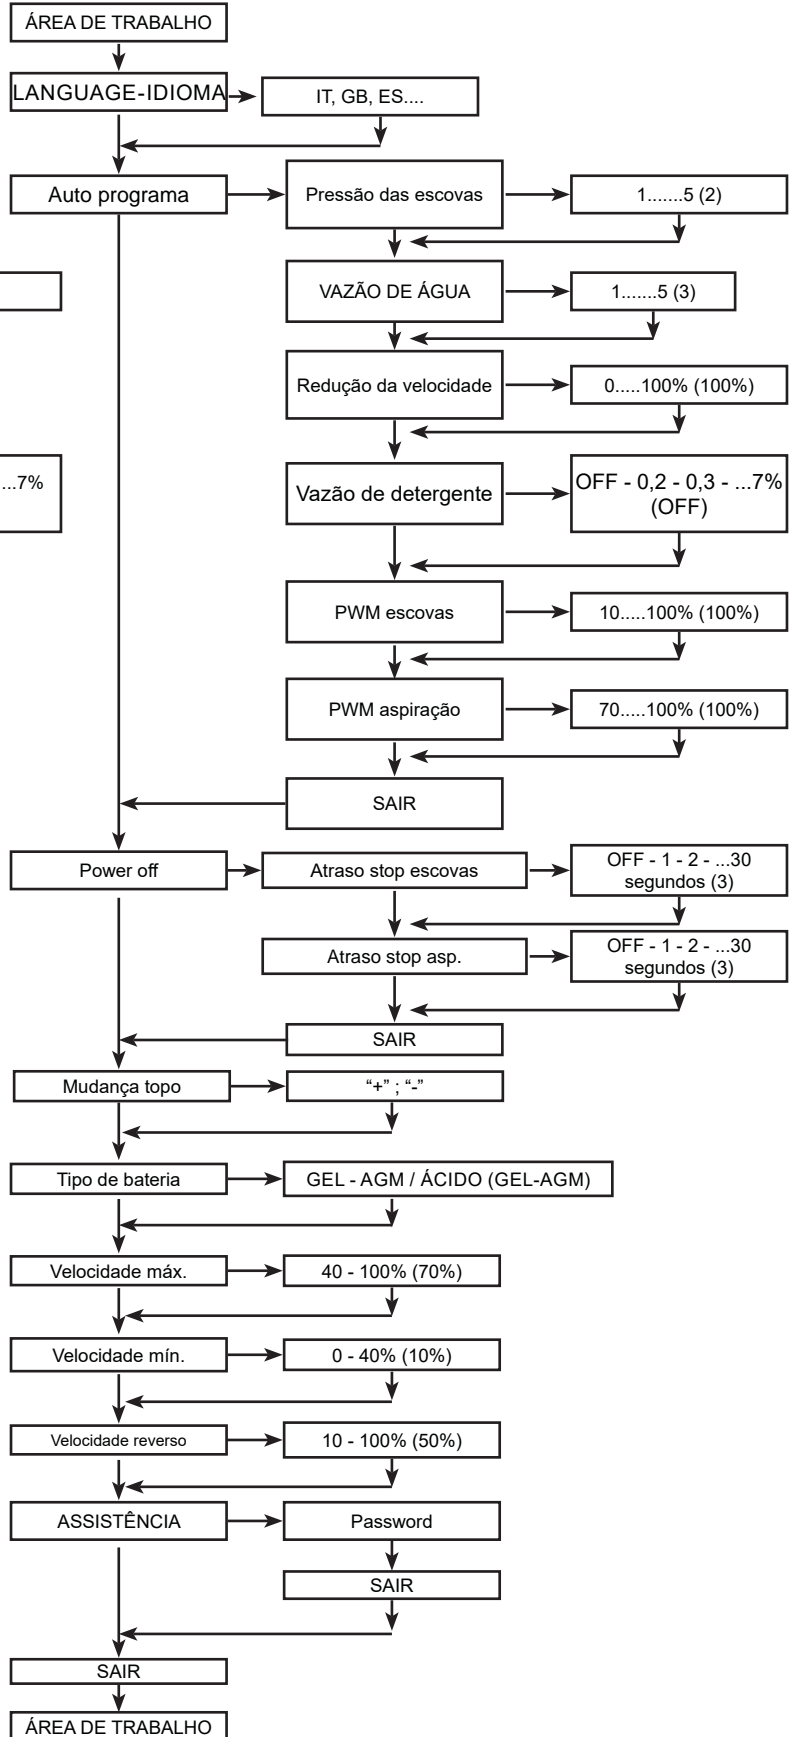 ÁREA DE TRABALHO
LANGUAGE-IDIOMA
IT, GB, ES....
Auto programa
Pressão das escovas
1.......5 (2)
VAZÃO DE ÁGUA
1.......5 (3)
Redução da velocidade
0.....100% (100%)
...7%
Vazão de detergente
OFF - 0,2 - 0,3 - ...7%
(OFF)
PWM escovas
10.....100% (100%)
PWM aspiração
70.....100% (100%)
SAIR
Power off
Atraso stop escovas
OFF - 1 - 2 - ...30
segundos (3)
Atraso stop asp.
OFF - 1 - 2 - ...30
segundos (3)
SAIR
Mudança topo
“+” ; “-”
Tipo de bateria
GEL - AGM / ÁCIDO (GEL-AGM)
Velocidade máx.
40 - 100% (70%)
Velocidade mín.
0 - 40% (10%)
Velocidade reverso
10 - 100% (50%)
ASSISTÊNCIA
Password
SAIR
SAIR
ÁREA DE TRABALHO